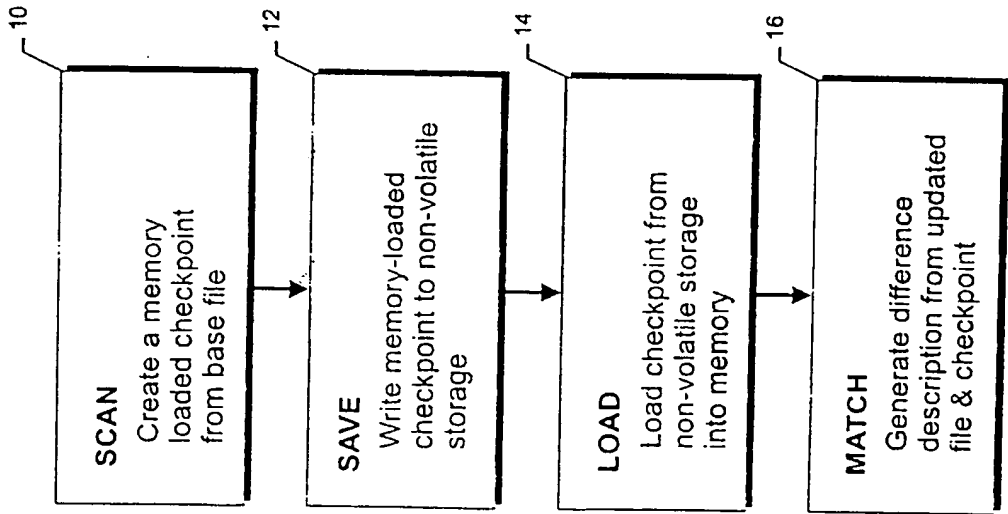 10
SCAN
Create a memory
loaded checkpoint
from base file
12
SAVE
Write memory-loaded
checkpoint to non-volatile
storage
14
LOAD
Load checkpoint from
non-volatile storage
into memory
16
MATCH
Generate difference
description from updated
file & checkpoint